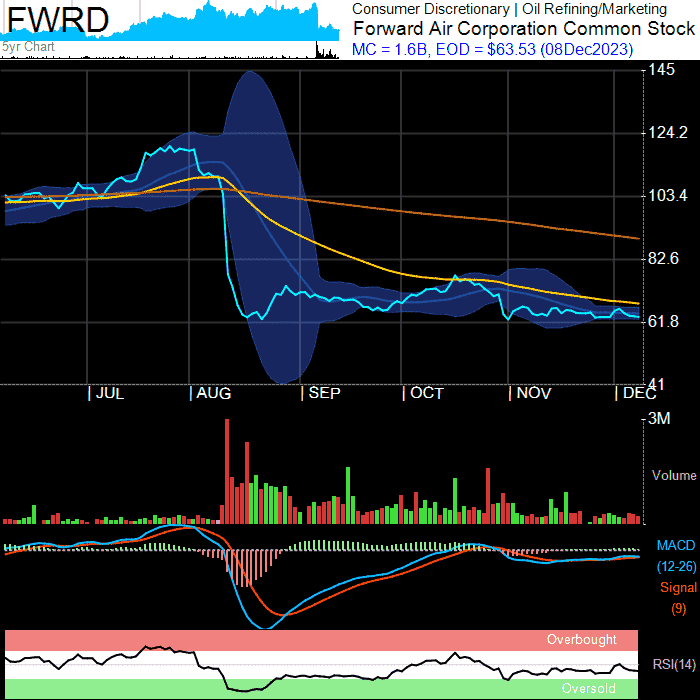 FWRD
5yr Chart
Consumer Discretionary | Oil Refining/Marketing
Forward Air Corporation Common Stock
MC = 1.6B, EOD = $63.53 (08Dec2023)
145
124.2
103.4
82.6
61.8
41
| JUL
| AUG
| SEP
| OCT
| NOV
| DEC
3M
Volume
MACD
(12-26)
Signal
(9)
Overbought
RSI(14)
Oversold